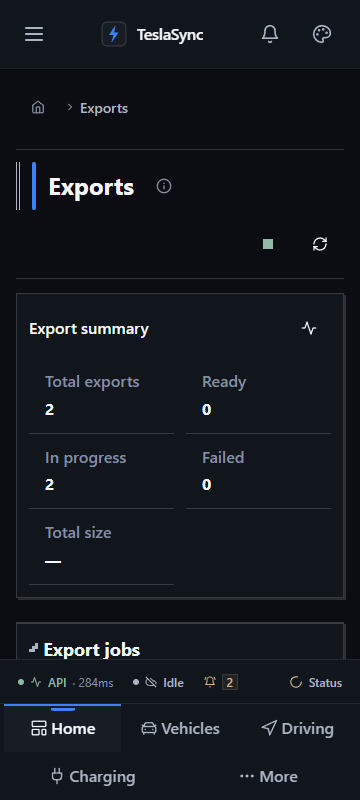 TeslaSync
Exports
Exports
Export summary
Total exports
2
Ready
0
In progress
2
Failed
0
Total size
—
Export jobs
API · 284ms
Idle
2
Status
Home
Vehicles
Driving
Charging
More